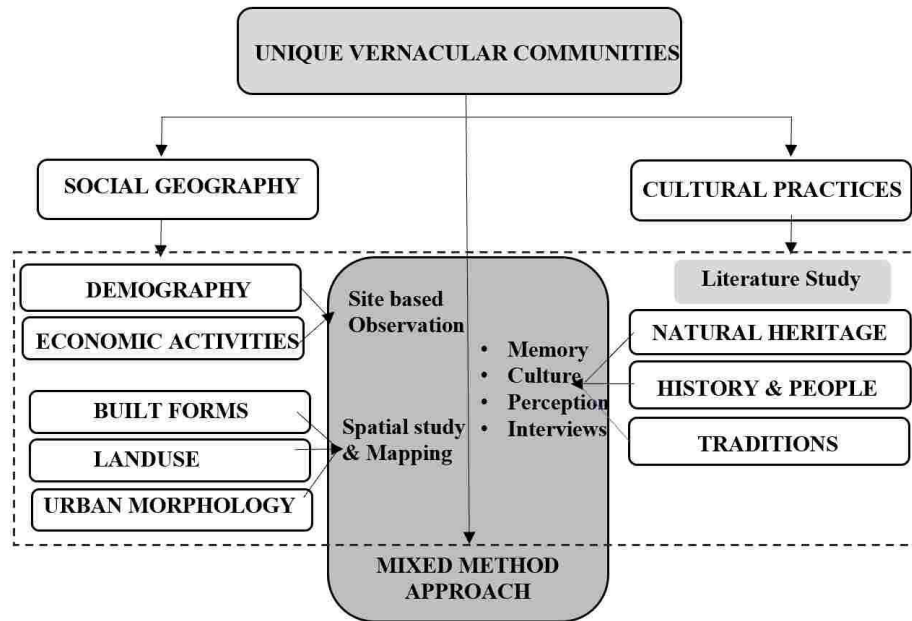 UNIQUE VERNACULAR COMMUNITIES
SOCIAL GEOGRAPHY
CULTURAL PRACTICES
DEMOGRAPHY
ECONOMIC ACTIVITIES
BUILT FORMS
LANDUSE
URBAN MORPHOLOGY
Site based
Observation
Spatial study
& Mapping
• Memory
• Culture
• Perception
• Interviews
Literature Study
NATURAL HERITAGE
HISTORY & PEOPLE
TRADITIONS
MIXED METHOD
APPROACH